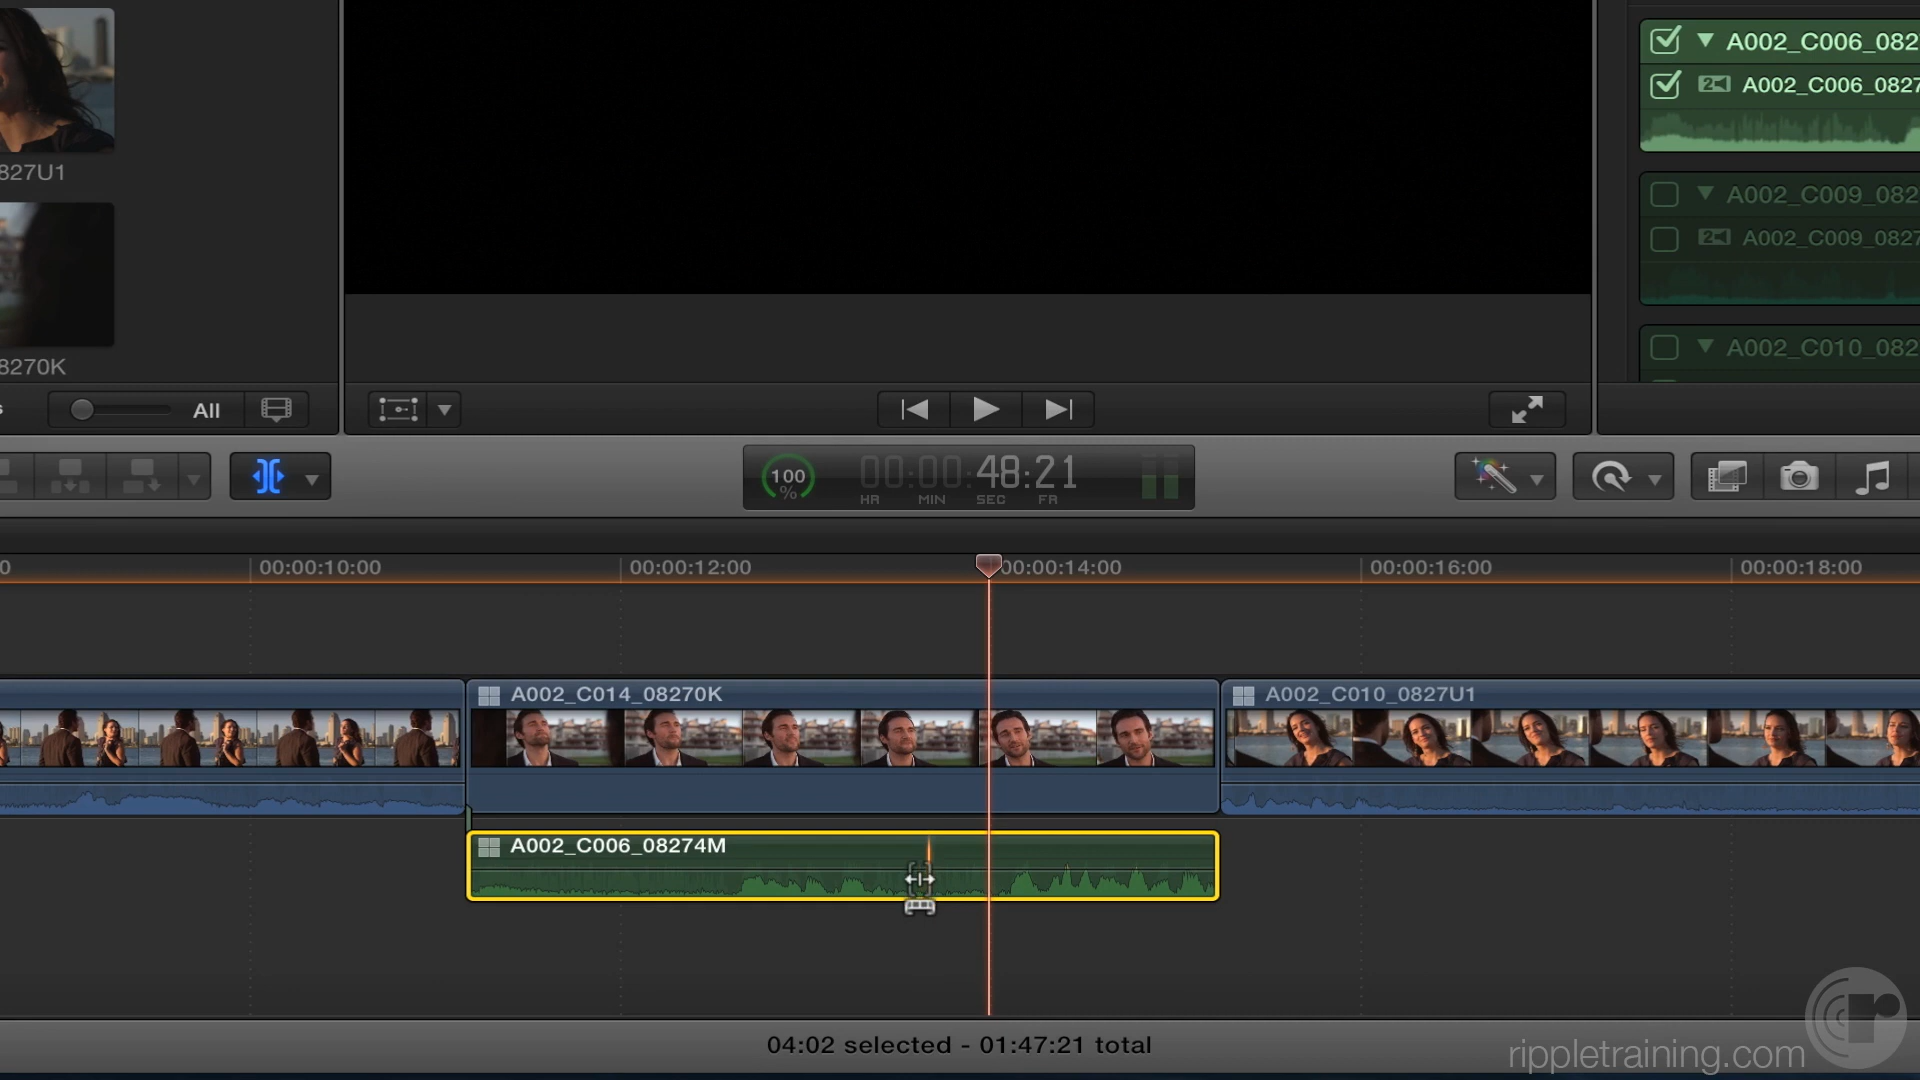 827U1
8270K
All
A002_C006_082
A002_C006_0827
A002_C009_082
A002_C009_0827
A002_C010_082
100
%
00:00:48:21
HR MIN SEC FR
0
00:00:10:00
00:00:12:00
00:00:14:00
00:00:16:00
00:00:18:00
A002_C014_08270K
A002_C010_0827U1
A002_C006_08274M
04:02 selected - 01:47:21 total
rippletraining.com